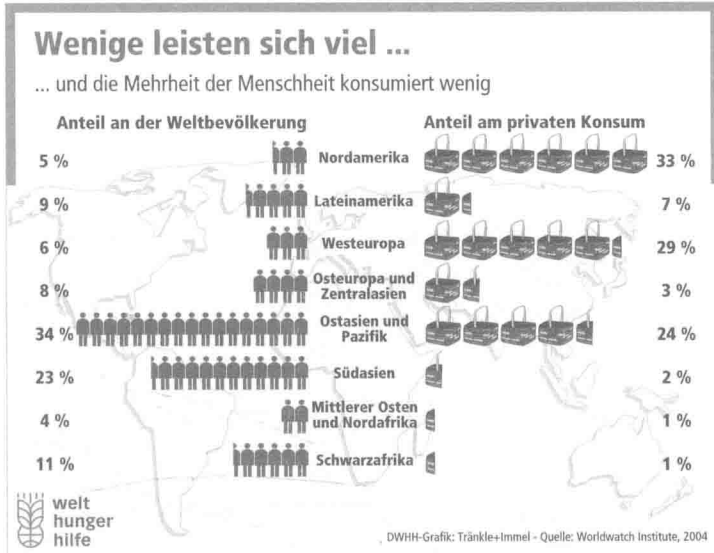 Wenige leisten sich viel ...
... und die Mehrheit der Menschheit konsumiert wenig
Anteil an der Weltbevölkerung Anteil am privaten Konsum
5 % Nordamerika 33 %
9 % Lateinamerika 7 %
6 % Westeuropa 29 %
8 % Osteuropa und
Zentralasien 3 %
34 % Ostasien und
Pazifik 24 %
23 % Südasien 2 %
4 % Mittlerer Osten
und Nordafrika 1 %
11 % Schwarzafrika 1 %
welt
hunger
hilfe
DWHH-Grafik: Tränkle+Immel - Quelle: Worldwatch Institute, 2004